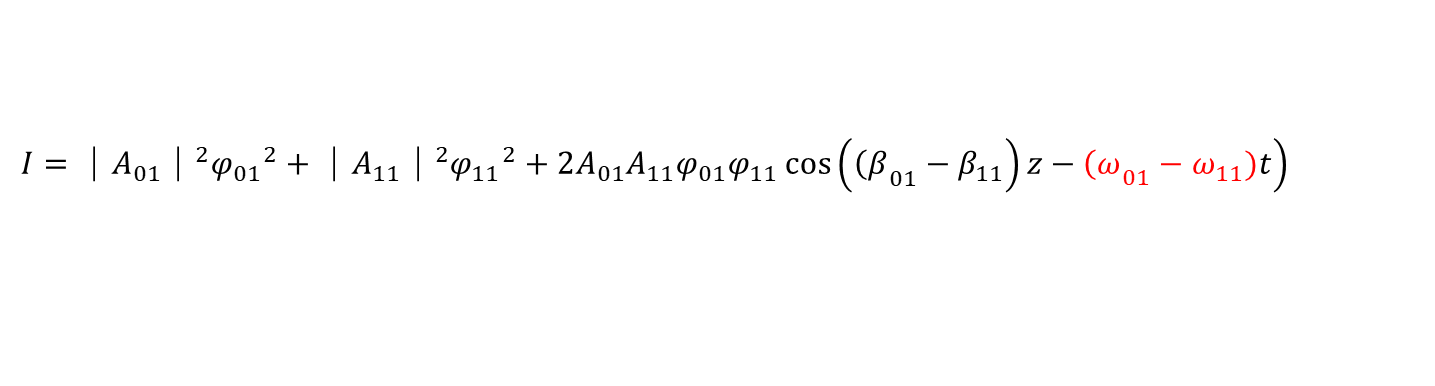 I = | A₀₁ | ²φ₀₁² + | A₁₁ | ²φ₁₁² + 2A₀₁A₁₁φ₀₁φ₁₁ cos((β₀₁ − β₁₁) z − (ω₀₁ − ω₁₁)t)